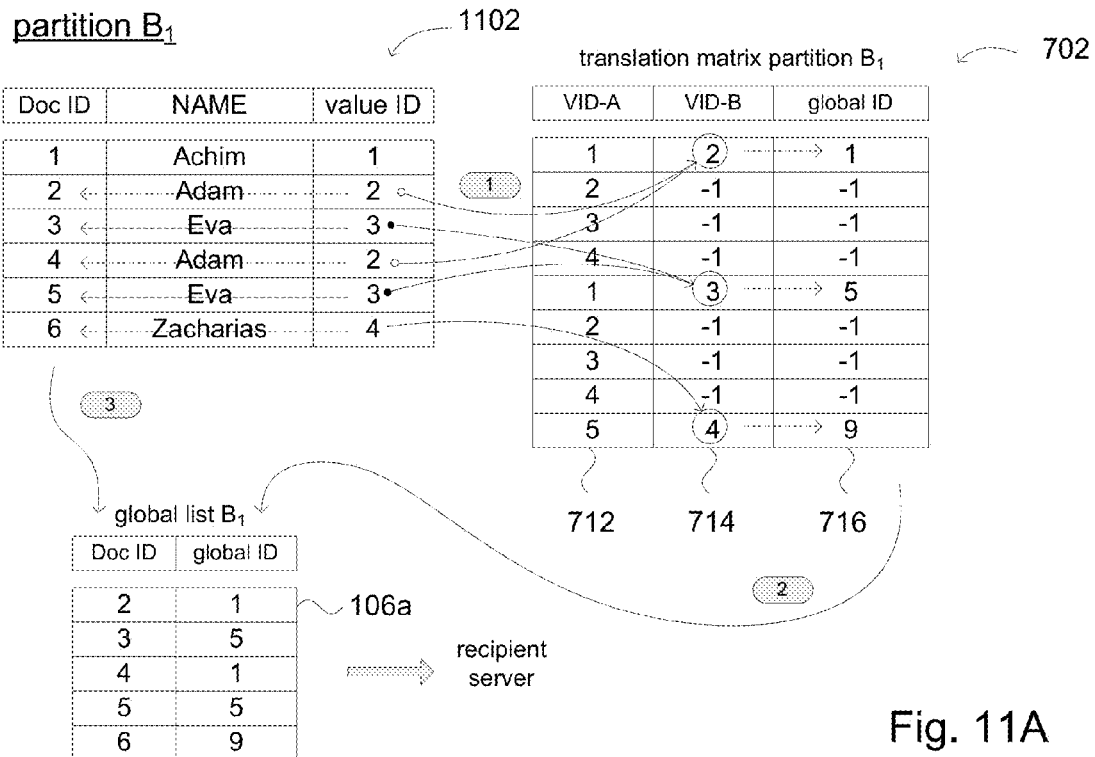 partition B1
1102
Doc ID NAME value ID
1 Achim 1
2 Adam 2
3 Eva 3
4 Adam 2
5 Eva 3
6 Zacharias 4
1
translation matrix partition B1
702
VID-A VID-B global ID
1 2 1
2 -1 -1
3 -1 -1
4 -1 -1
1 3 5
2 -1 -1
3 -1 -1
4 -1 -1
5 4 9
712 714 716
3
2
global list B1
Doc ID global ID
2 1
3 5
4 1
5 5
6 9
106a
recipient
server
Fig. 11A